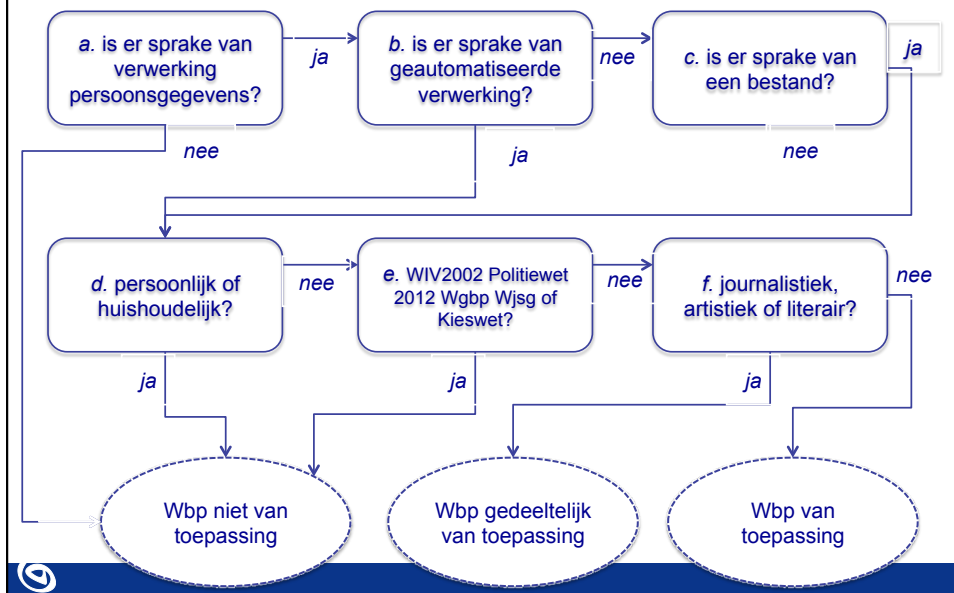 a. is er sprake van
verwerking
persoonsgegevens?
ja
b. is er sprake van
geautomatiseerde
verwerking?
nee
c. is er sprake van
een bestand?
ja
nee
ja
nee
d. persoonlijk of
huishoudelijk?
nee
e. WIV2002 Politiewet
2012 Wgbp Wjsg of
Kieswet?
nee
f. journalistiek,
artistiek of literair?
nee
ja
ja
ja
Wbp niet van
toepassing
Wbp gedeeltelijk
van toepassing
Wbp van
toepassing